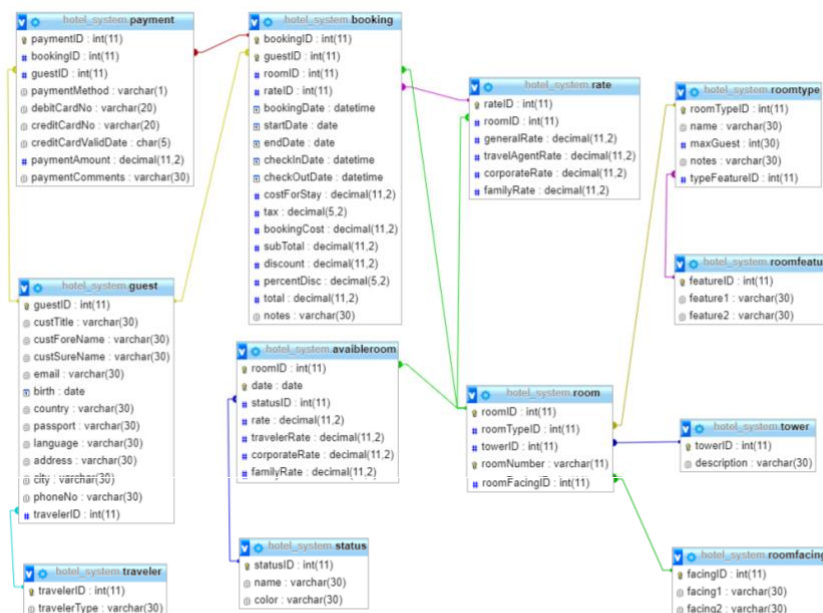 hotel_system.payment
paymentID : int(11)
bookingID : int(11)
guestID : int(11)
paymentMethod : varchar(1)
debitCardNo : varchar(20)
creditCardNo : varchar(20)
creditCardValidDate : char(5)
paymentAmount : decimal(11,2)
paymentComments : varchar(30)
hotel_system.booking
bookingID : int(11)
guestID : int(11)
roomID : int(11)
rateID : int(11)
bookingDate : datetime
startDate : date
endDate : date
checkInDate : datetime
checkOutDate : datetime
costForStay : decimal(11,2)
tax : decimal(5,2)
bookingCost : decimal(11,2)
subTotal : decimal(11,2)
discount : decimal(11,2)
percentDisc : decimal(5,2)
total : decimal(11,2)
notes : varchar(30)
hotel_system.rate
rateID : int(11)
roomID : int(11)
generalRate : decimal(11,2)
travelAgentRate : decimal(11,2)
corporateRate : decimal(11,2)
familyRate : decimal(11,2)
hotel_system.roomtype
roomTypeID : int(11)
name : varchar(30)
maxGuest : int(30)
notes : varchar(30)
typeFeatureID : int(11)
hotel_system.roomfeatu
featureID : int(11)
feature1 : varchar(30)
feature2 : varchar(30)
hotel_system.guest
guestID : int(11)
custTitle : varchar(30)
custForeName : varchar(30)
custSureName : varchar(30)
email : varchar(30)
birth : date
country : varchar(30)
passport : varchar(30)
language : varchar(30)
address : varchar(30)
city : varchar(30)
phoneNo : varchar(30)
travelerID : int(11)
hotel_system.avaibleroom
roomID : int(11)
date : date
statusID : int(11)
rate : decimal(11,2)
travelerRate : decimal(11,2)
corporateRate : decimal(11,2)
familyRate : decimal(11,2)
hotel_system.room
roomID : int(11)
roomTypeID : int(11)
towerID : int(11)
roomNumber : varchar(11)
roomFacingID : int(11)
hotel_system.tower
towerID : int(11)
description : varchar(30)
hotel_system.traveler
travelerID : int(11)
travelerType : varchar(30)
hotel_system.status
statusID : int(11)
name : varchar(30)
color : varchar(30)
hotel_system.roomfacing
facingID : int(11)
facing1 : varchar(30)
facing2 : varchar(30)